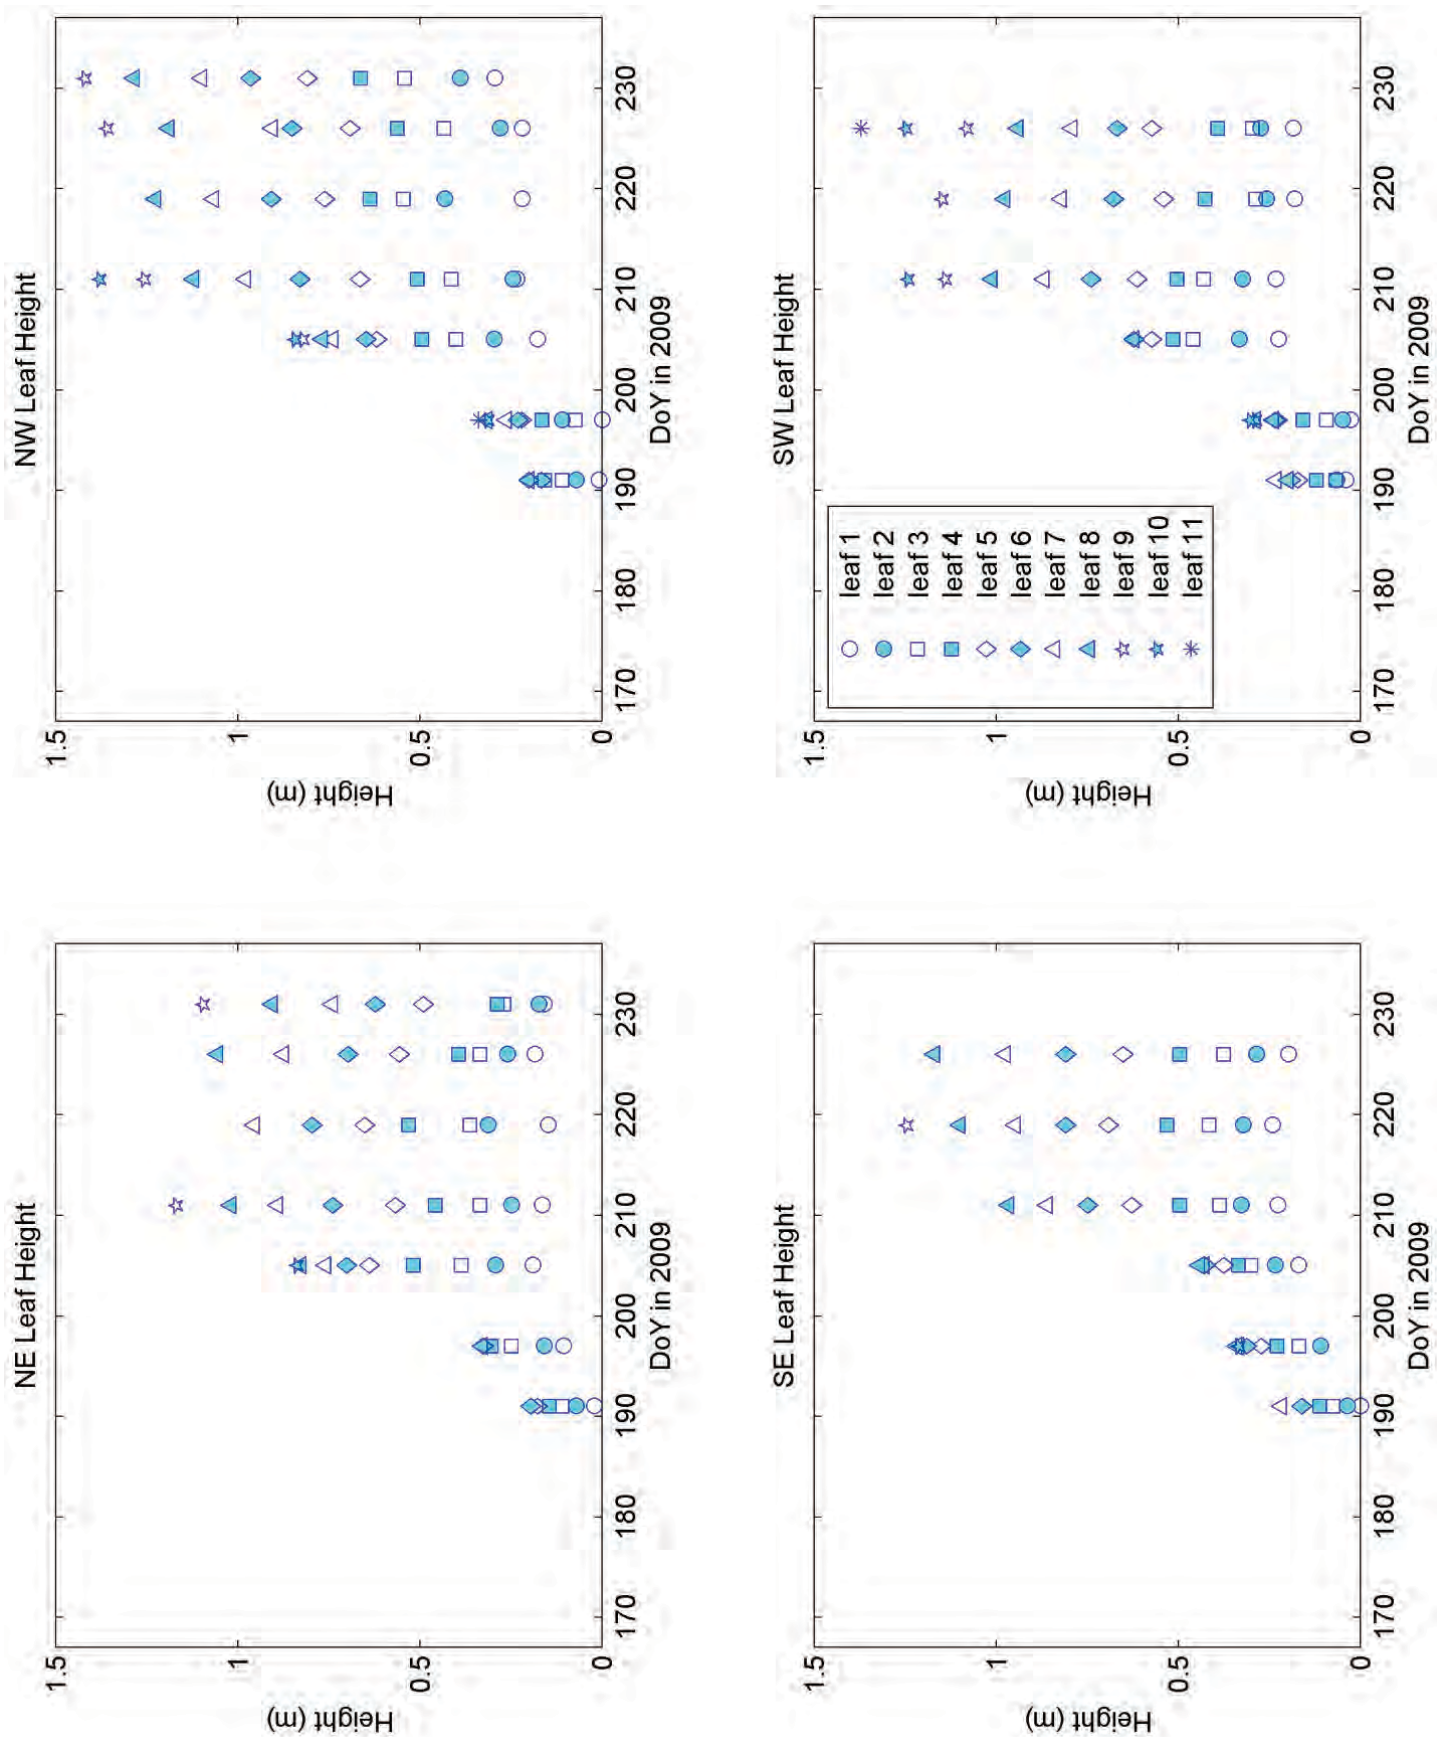 NE Leaf Height
1.5
1
0.5
0
170
180
190
200
210
220
230
Height (m)
DoY in 2009
NW Leaf Height
1.5
1
0.5
0
170
180
190
200
210
220
230
Height (m)
DoY in 2009
SE Leaf Height
1.5
1
0.5
0
170
180
190
200
210
220
230
Height (m)
DoY in 2009
SW Leaf Height
1.5
1
0.5
0
170
180
190
200
210
220
230
Height (m)
DoY in 2009
leaf 1
leaf 2
leaf 3
leaf 4
leaf 5
leaf 6
leaf 7
leaf 8
leaf 9
leaf 10
leaf 11